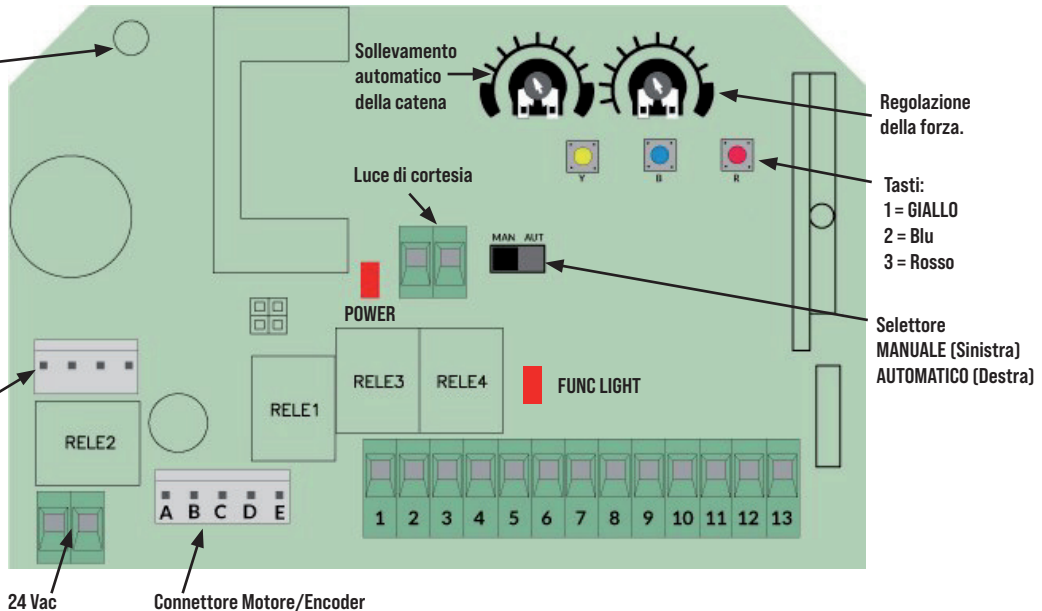 Sollevamento
automatico
della catena
Regolazione
della forza.
Y
B
R
Tasti:
1 = GIALLO
2 = Blu
3 = Rosso
Luce di cortesia
MAN AUT
POWER
Selettore
MANUALE (Sinistra)
AUTOMATICO (Destra)
RELE3
RELE4
FUNC LIGHT
RELE1
RELE2
A B C D E
1 2 3 4 5 6 7 8 9 10 11 12 13
24 Vac
Connettore Motore/Encoder